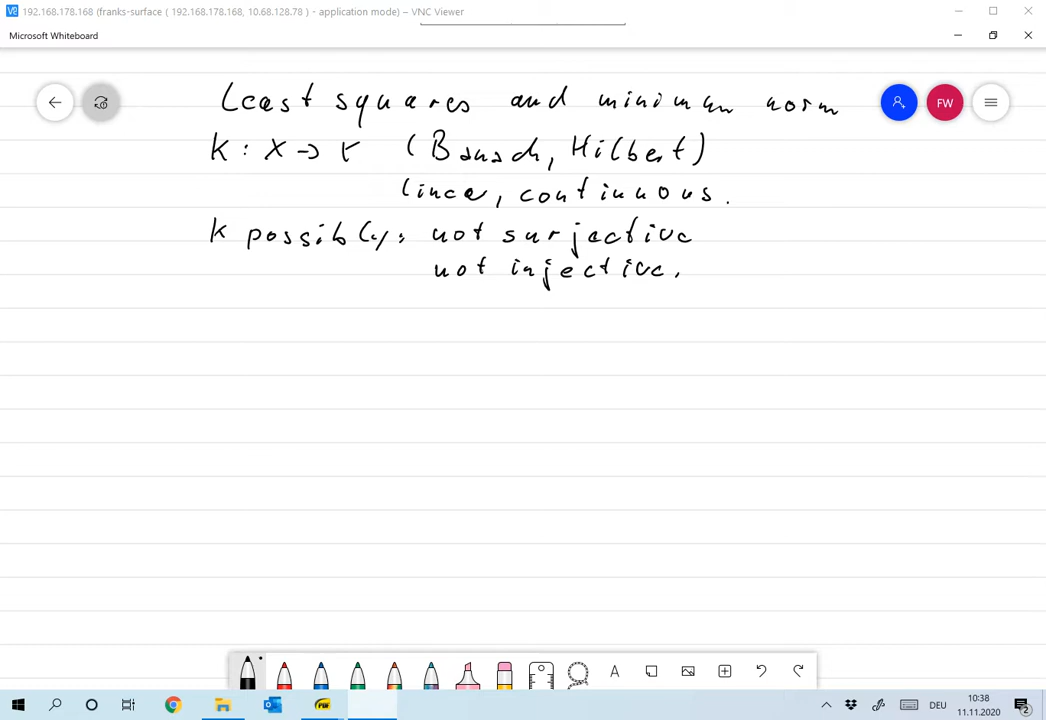 192.168.178.168 (franks-surface ( 192.168.178.168, 10.68.128.78 ) - application mode) – VNC Viewer
Microsoft Whiteboard
Least squares and minimum norm
FW
K : X → Y (Banach, Hilbert)
linear, continuous.
K possibly: not surjective
not injective.
A
PDF
DEU
10:38
11.11.2020
2